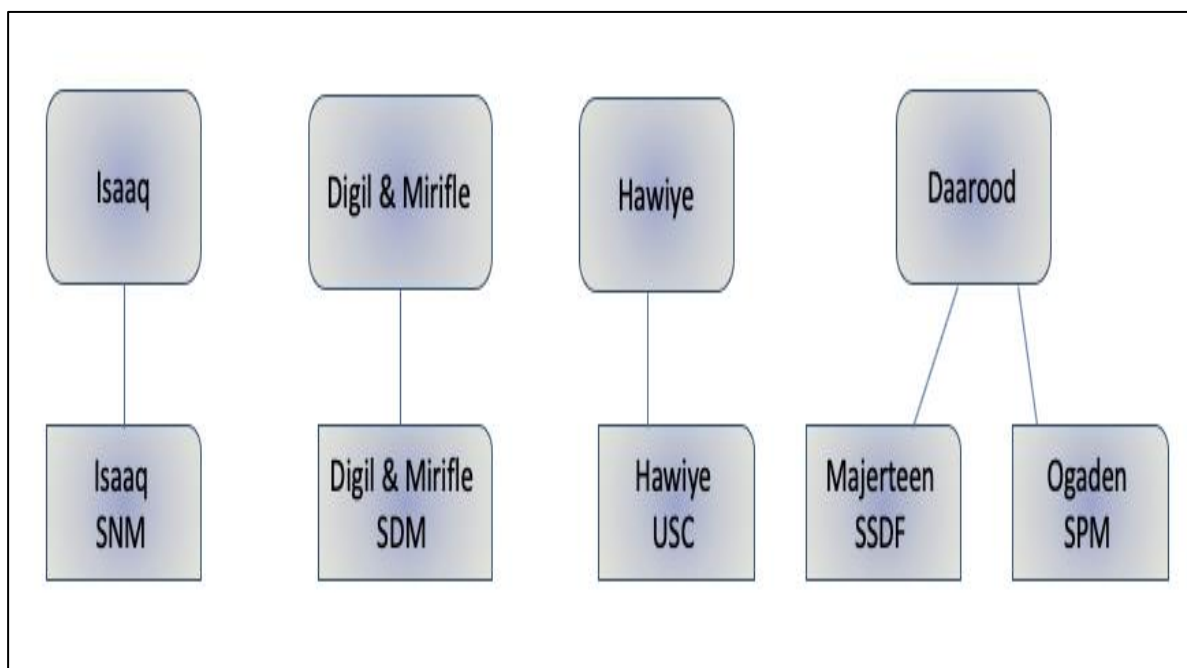 Isaaq
Digil & Mirifle
Hawiye
Daarood
Isaaq
SNM
Digil & Mirifle
SDM
Hawiye
USC
Majerteen
SSDF
Ogaden
SPM